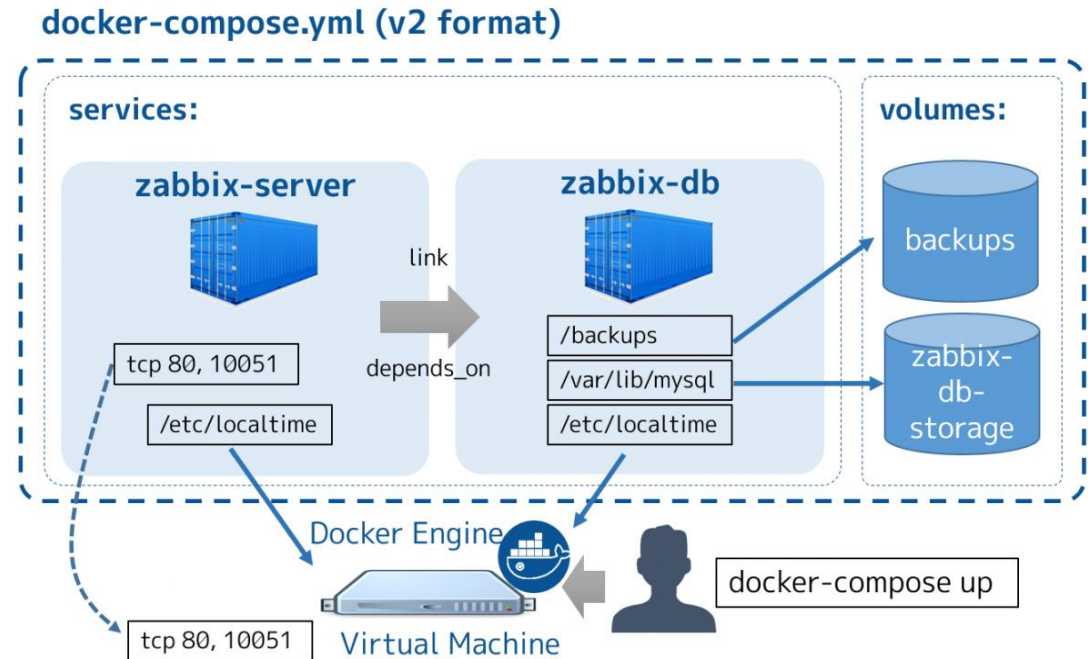 docker-compose.yml (v2 format)
services:
volumes:
zabbix-server
zabbix-db
backups
link
depends_on
tcp 80, 10051
/etc/localtime
/backups
/var/lib/mysql
/etc/localtime
zabbix-
db-
storage
Docker Engine
docker-compose up
tcp 80, 10051
Virtual Machine